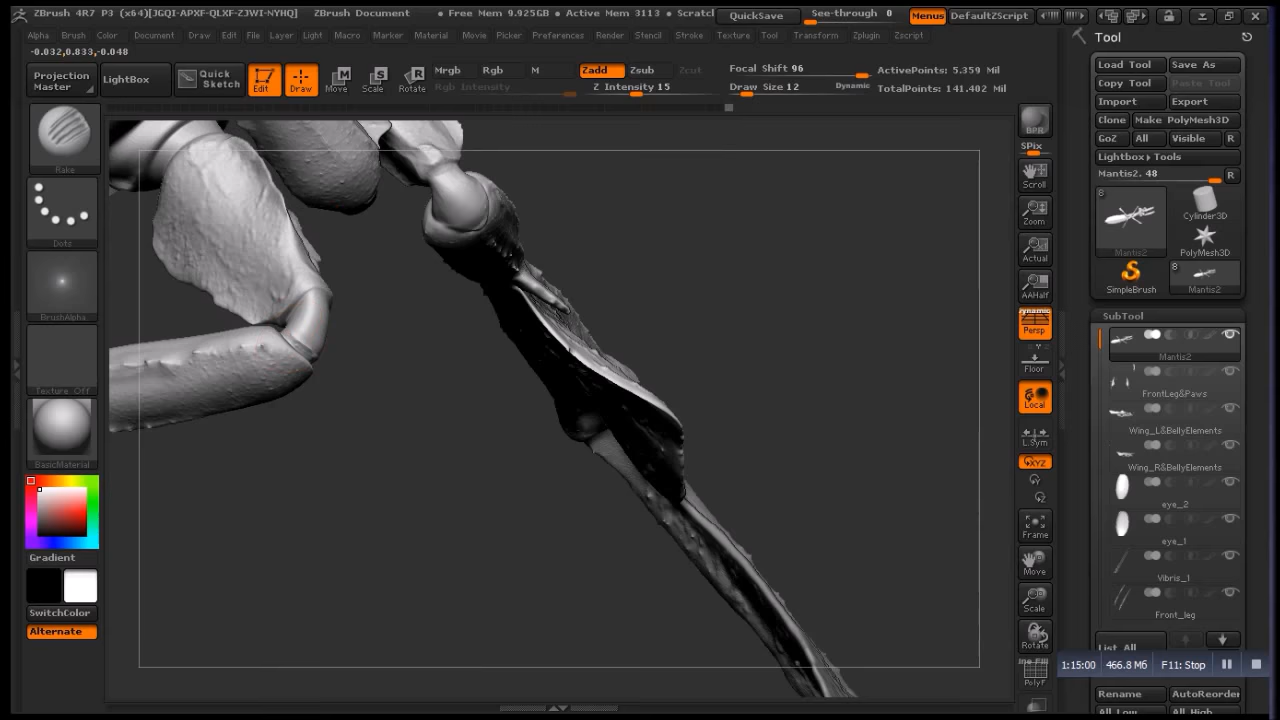 ZBrush 4R7 P3 (x64)[JGQI-APXF-QLXF-ZJWI-NYHQ] ZBrush Document • Free Mem 9.925GB • Active Mem 3113 • Scratcl QuickSave See-through 0 Menus DefaultZScript
Alpha Brush Color Document Draw Edit File Layer Light Macro Marker Material Movie Picker Preferences Render Stencil Stroke Texture Tool Transform Zplugin Zscript
-0.032,0.833,-0.048
Projection Master
LightBox
Quick Sketch
Edit
Draw
Move
Scale
Rotate
Mrgb Rgb M
Rgb Intensity
Zadd Zsub Zcut
Z Intensity 15
Focal Shift 96
Draw Size 12
Dynamic
ActivePoints: 5.359 Mil
TotalPoints: 141.402 Mil
Rake
Dots
BrushAlpha
Texture Off
BasicMaterial
Gradient
SwitchColor
Alternate
BPR
SPix
Scroll
Zoom
Actual
AAHalf
Dynamic
Persp
Floor
Local
L.Sym
XYZ
Frame
Move
Scale
Rotate
PolyF
Tool
Load Tool Save As
Copy Tool Paste Tool
Import Export
Clone Make PolyMesh3D
GoZ All Visible R
Lightbox▸Tools
Mantis2. 48 R
8
Mantis2
Cylinder3D
PolyMesh3D
SimpleBrush
8
Mantis2
SubTool
Mantis2
FrontLeg&Paws
Wing_L&BellyElements
Wing_R&BellyElements
eye_2
eye_1
Vibris_1
Front_leg
List All
1:15:00 466.8 Мб F11: Stop
Rename AutoReorder
All Low All High